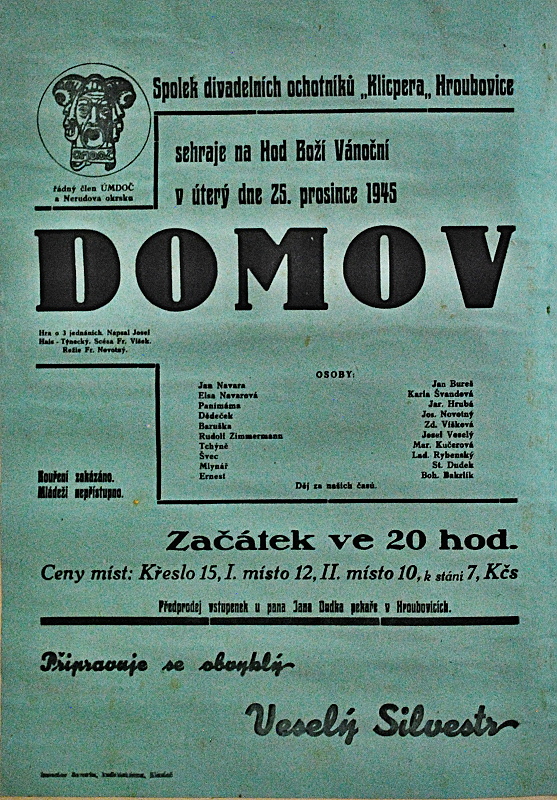 Spolek divadelních ochotníků „Klicpera„ Hroubovice
sehraje na Hod Boží Vánoční
v úterý dne 25. prosince 1945
ÚMDOČ
řádný člen ÚMDOČ
a Nerudova okrsku
DOMOV
Hra o 3 jednáních. Napsal Josef
Hais - Týnecký. Scéna Fr. Víšek.
Režie Fr. Novotný.
OSOBY:
Jan Navara Jan Bureš
Elsa Navarová Karla Švandová
Panímáma Jar. Hrubá
Dědeček Jos. Novotný
Baruška Zd. Víšková
Rudolf Zimmermann Josef Veselý
Tchýně Mar. Kučerová
Švec Lad. Rybenský
Mlynář St. Dudek
Ernest Boh. Bakrlík
Děj za našich časů.
Kouření zakázáno.
Mládeži nepřístupno.
Začátek ve 20 hod.
Ceny míst: Křeslo 15, I. místo 12, II. místo 10, k stání 7, Kčs
Předprodej vstupenek u pana Jana Dudka pekaře v Hroubovicích.
Připravuje se obvyklý
Veselý Silvestr